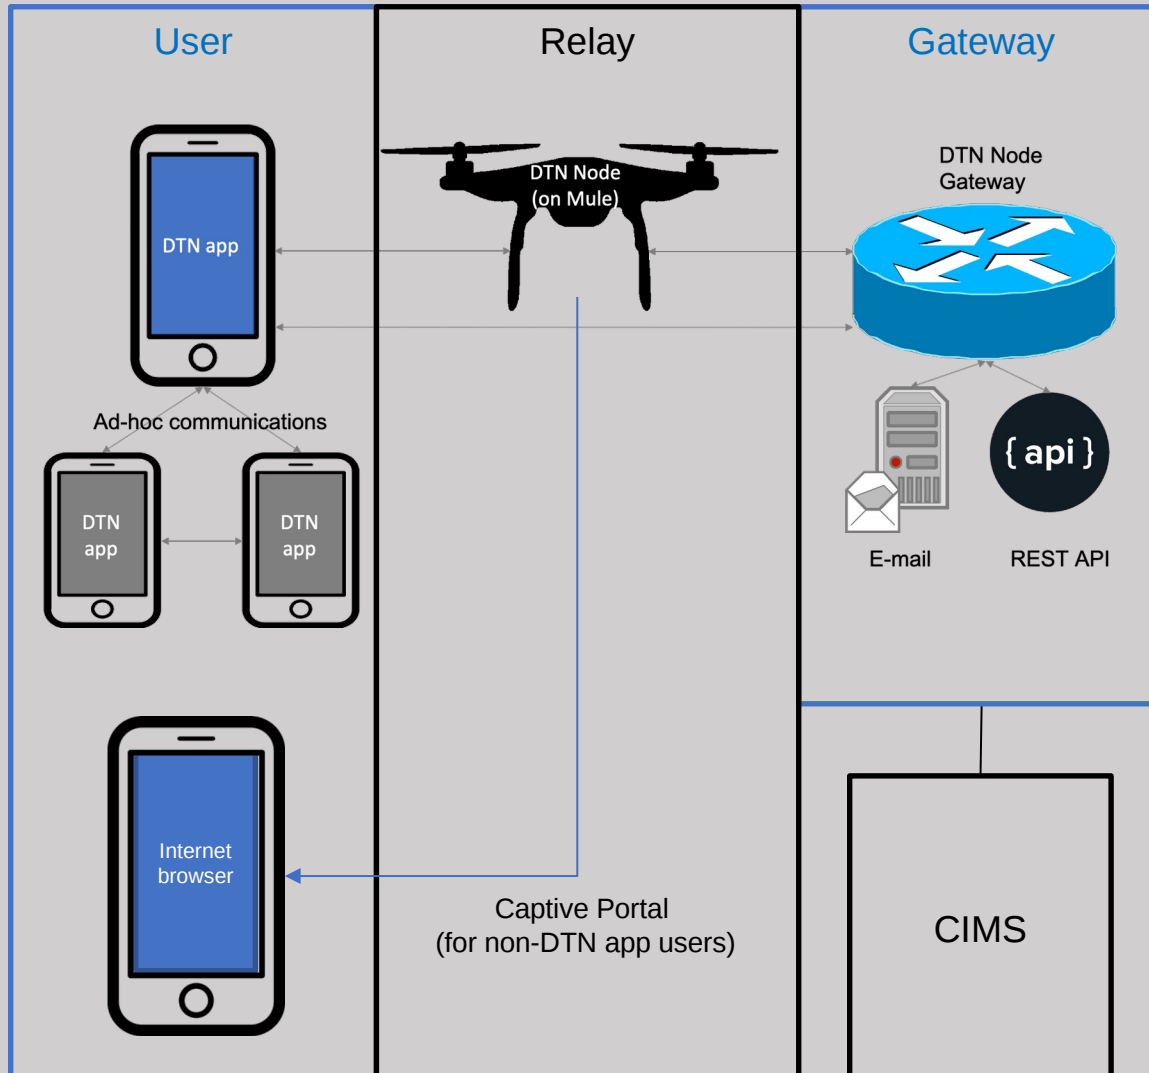 User
Relay
Gateway
DTN app
DTN Node
(on Mule)
DTN Node
Gateway
Ad-hoc communications
DTN
app
DTN
app
{ api }
E-mail
REST API
Internet
browser
Captive Portal
(for non-DTN app users)
CIMS